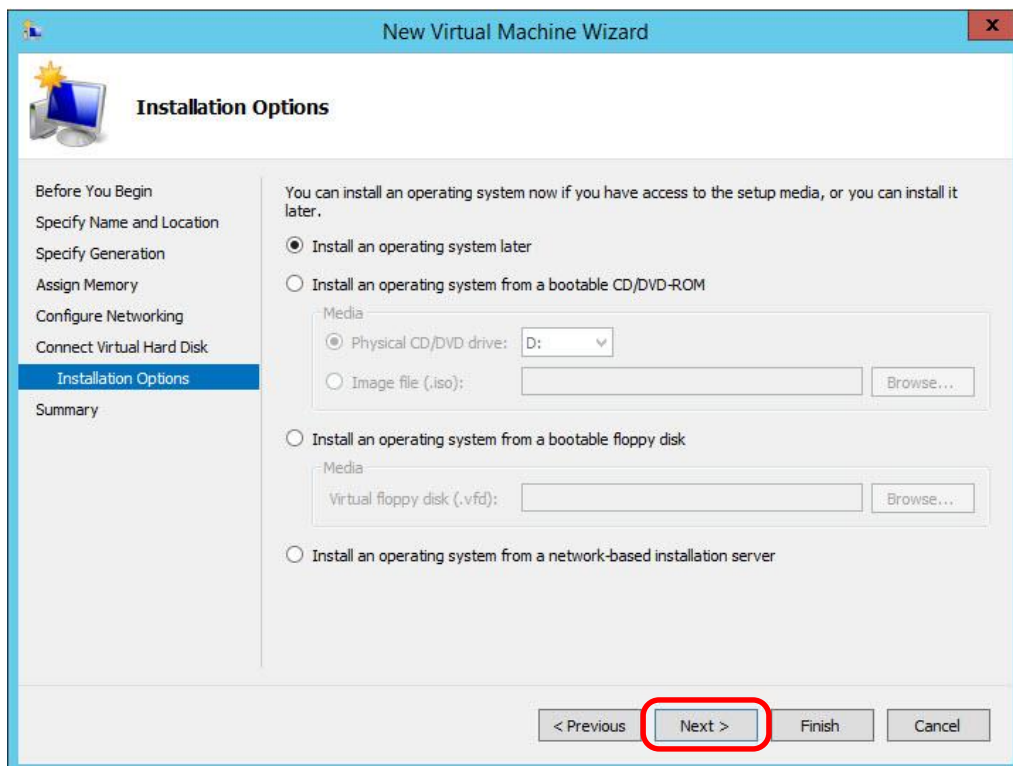 New Virtual Machine Wizard
X
Installation Options
Before You Begin
Specify Name and Location
Specify Generation
Assign Memory
Configure Networking
Connect Virtual Hard Disk
Installation Options
Summary
You can install an operating system now if you have access to the setup media, or you can install it
later.
Install an operating system later
Install an operating system from a bootable CD/DVD-ROM
Media
Physical CD/DVD drive: D:
Image file (.iso): Browse...
Install an operating system from a bootable floppy disk
Media
Virtual floppy disk (.vfd): Browse...
Install an operating system from a network-based installation server
< Previous Next > Finish Cancel